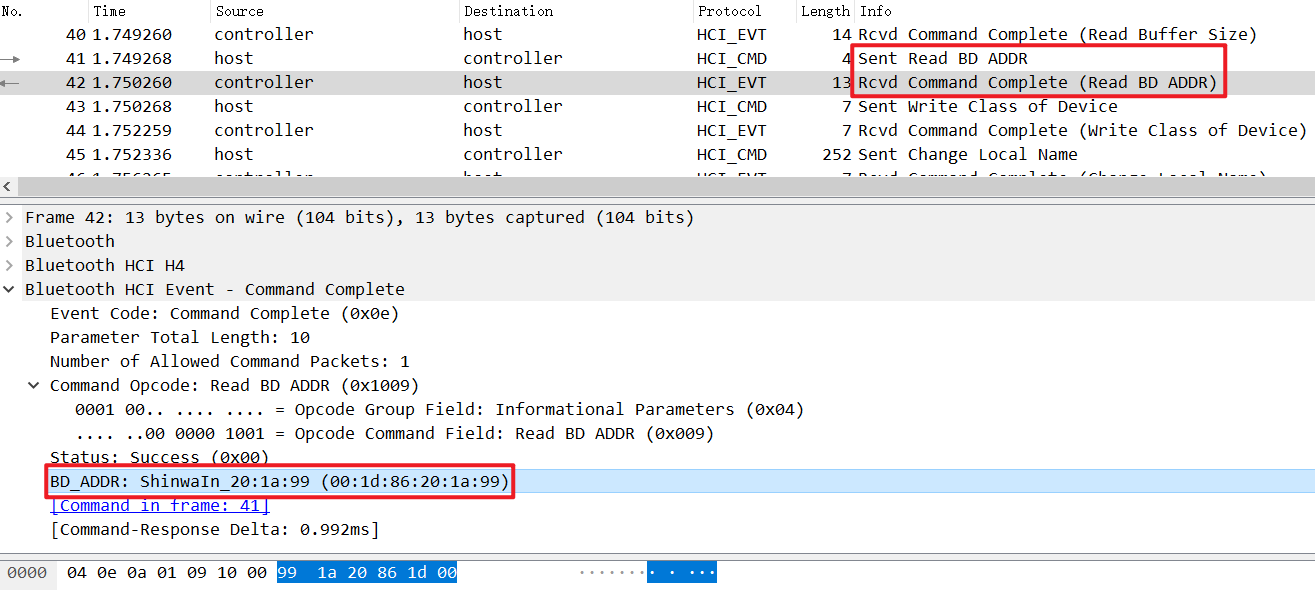 No. Time Source Destination Protocol Length Info
40 1.749260 controller host HCI_EVT 14 Rcvd Command Complete (Read Buffer Size)
41 1.749268 host controller HCI_CMD 4 Sent Read BD ADDR
42 1.750260 controller host HCI_EVT 13 Rcvd Command Complete (Read BD ADDR)
43 1.750268 host controller HCI_CMD 7 Sent Write Class of Device
44 1.752259 controller host HCI_EVT 7 Rcvd Command Complete (Write Class of Device)
45 1.752336 host controller HCI_CMD 252 Sent Change Local Name
Frame 42: 13 bytes on wire (104 bits), 13 bytes captured (104 bits)
Bluetooth
Bluetooth HCI H4
Bluetooth HCI Event - Command Complete
Event Code: Command Complete (0x0e)
Parameter Total Length: 10
Number of Allowed Command Packets: 1
Command Opcode: Read BD ADDR (0x1009)
0001 00.. .... .... = Opcode Group Field: Informational Parameters (0x04)
.... ..00 0000 1001 = Opcode Command Field: Read BD ADDR (0x009)
Status: Success (0x00)
BD_ADDR: ShinwaIn_20:1a:99 (00:1d:86:20:1a:99)
[Command in frame: 41]
[Command-Response Delta: 0.992ms]
0000 04 0e 0a 01 09 10 00 99 1a 20 86 1d 00 ······· · · ···